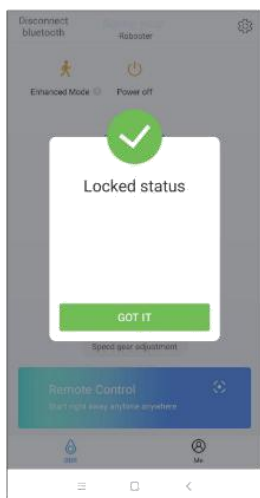 Disconnect
bluetooth
Rabooter
Enhanced Mode
Power off
Locked status
GOT IT
Speed gear adjustment
Remote Control
Start right away anytime anywhere
Me